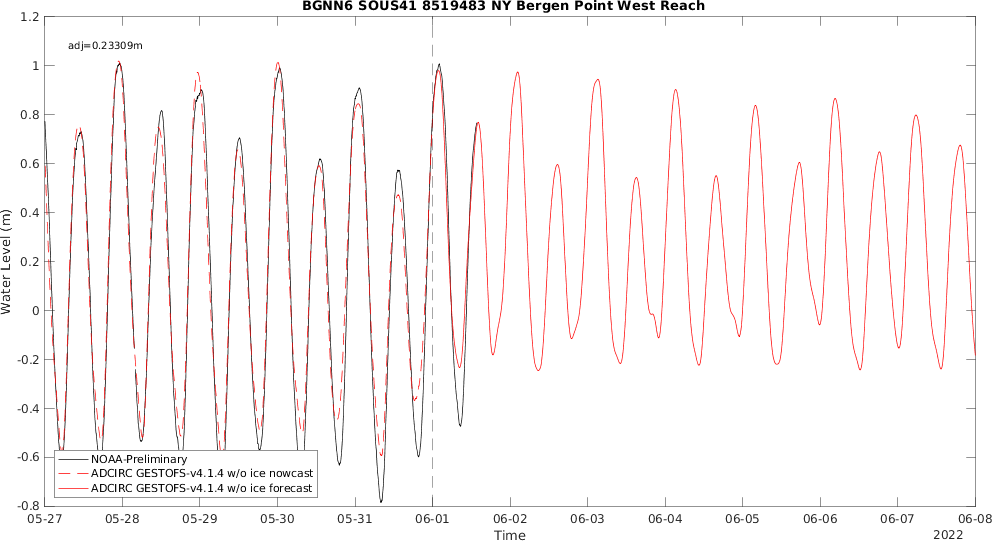 BGNN6 SOUS41 8519483 NY Bergen Point West Reach
adj=0.23309m
Water Level (m)
1.2
1
0.8
0.6
0.4
0.2
0
-0.2
-0.4
-0.6
-0.8
NOAA-Preliminary
ADCIRC GESTOFS-v4.1.4 w/o ice nowcast
ADCIRC GESTOFS-v4.1.4 w/o ice forecast
05-27 05-28 05-29 05-30 05-31 06-01 06-02 06-03 06-04 06-05 06-06 06-07 06-08
Time
2022